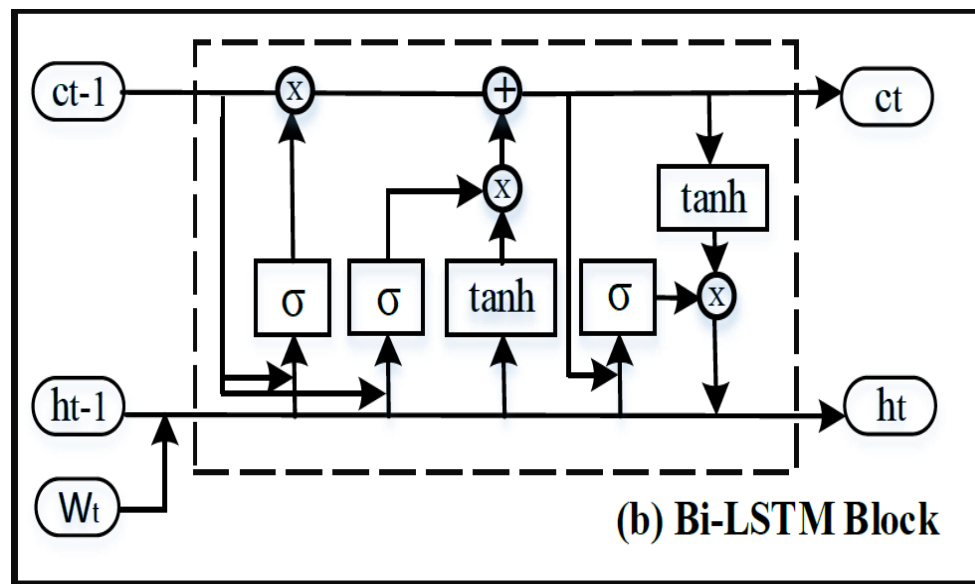 ct-1
x
+
ct
x
tanh
σ
σ
tanh
σ
x
ht-1
ht
Wt
(b) Bi-LSTM Block